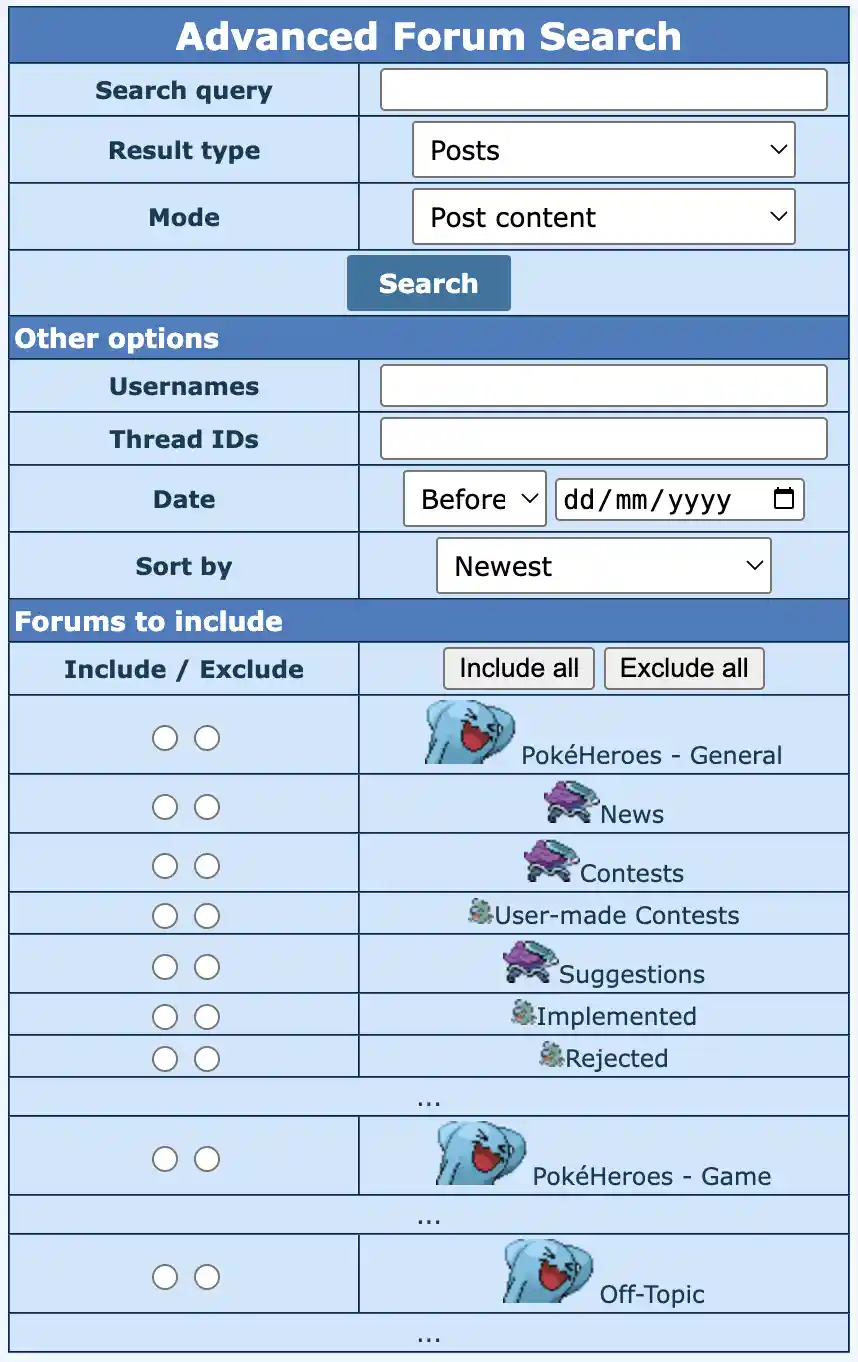 Advanced Forum Search
Search query
Result type Posts
Mode Post content
Search
Other options
Usernames
Thread IDs
Date Before dd/mm/yyyy
Sort by Newest
Forums to include
Include / Exclude Include all Exclude all
PokéHeroes - General
News
Contests
User-made Contests
Suggestions
Implemented
Rejected
...
PokéHeroes - Game
...
Off-Topic
...